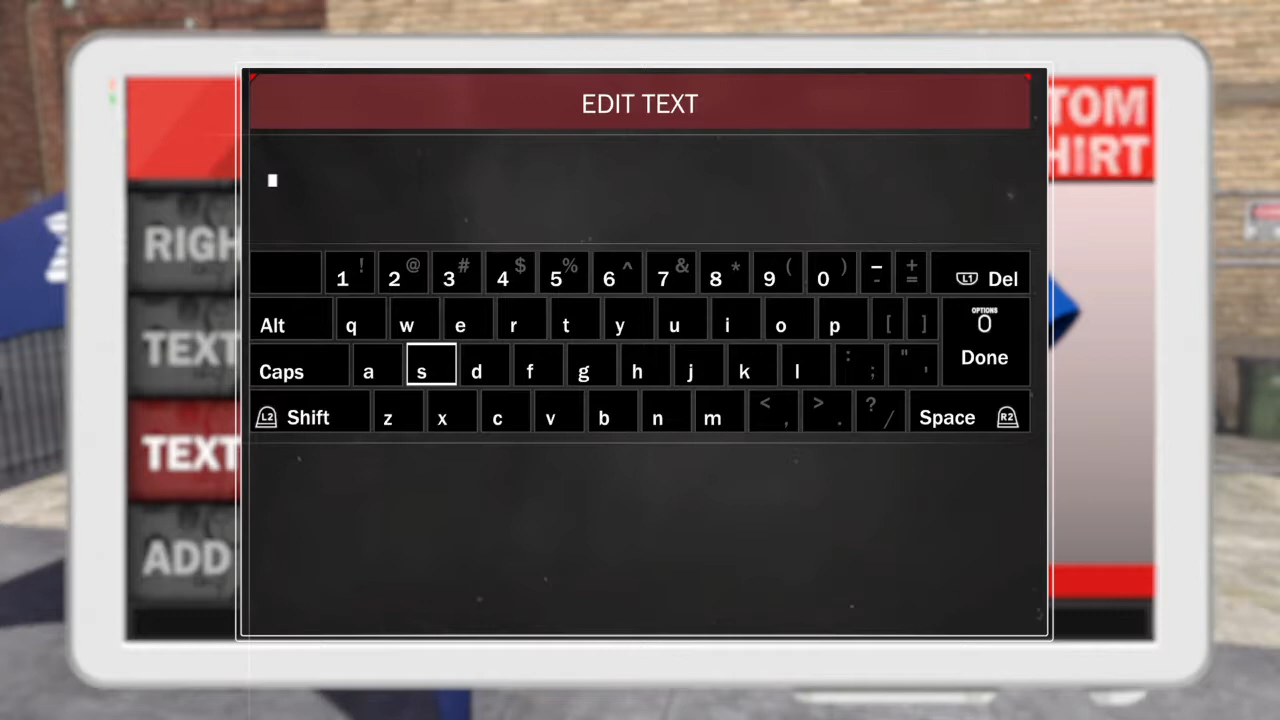 EDIT TEXT
TOM
HIRT
RIGH
TEXT
TEXT
ADD
1 ! 2 @ 3 # 4 $ 5 % 6 ^ 7 & 8 * 9 ( 0 ) _ - + = L1 Del
Alt q w e r t y u i o p [ ] OPTIONS
Caps a s d f g h j k l : ; " ' Done
L2 Shift z x c v b n m < , > . ? / Space R2